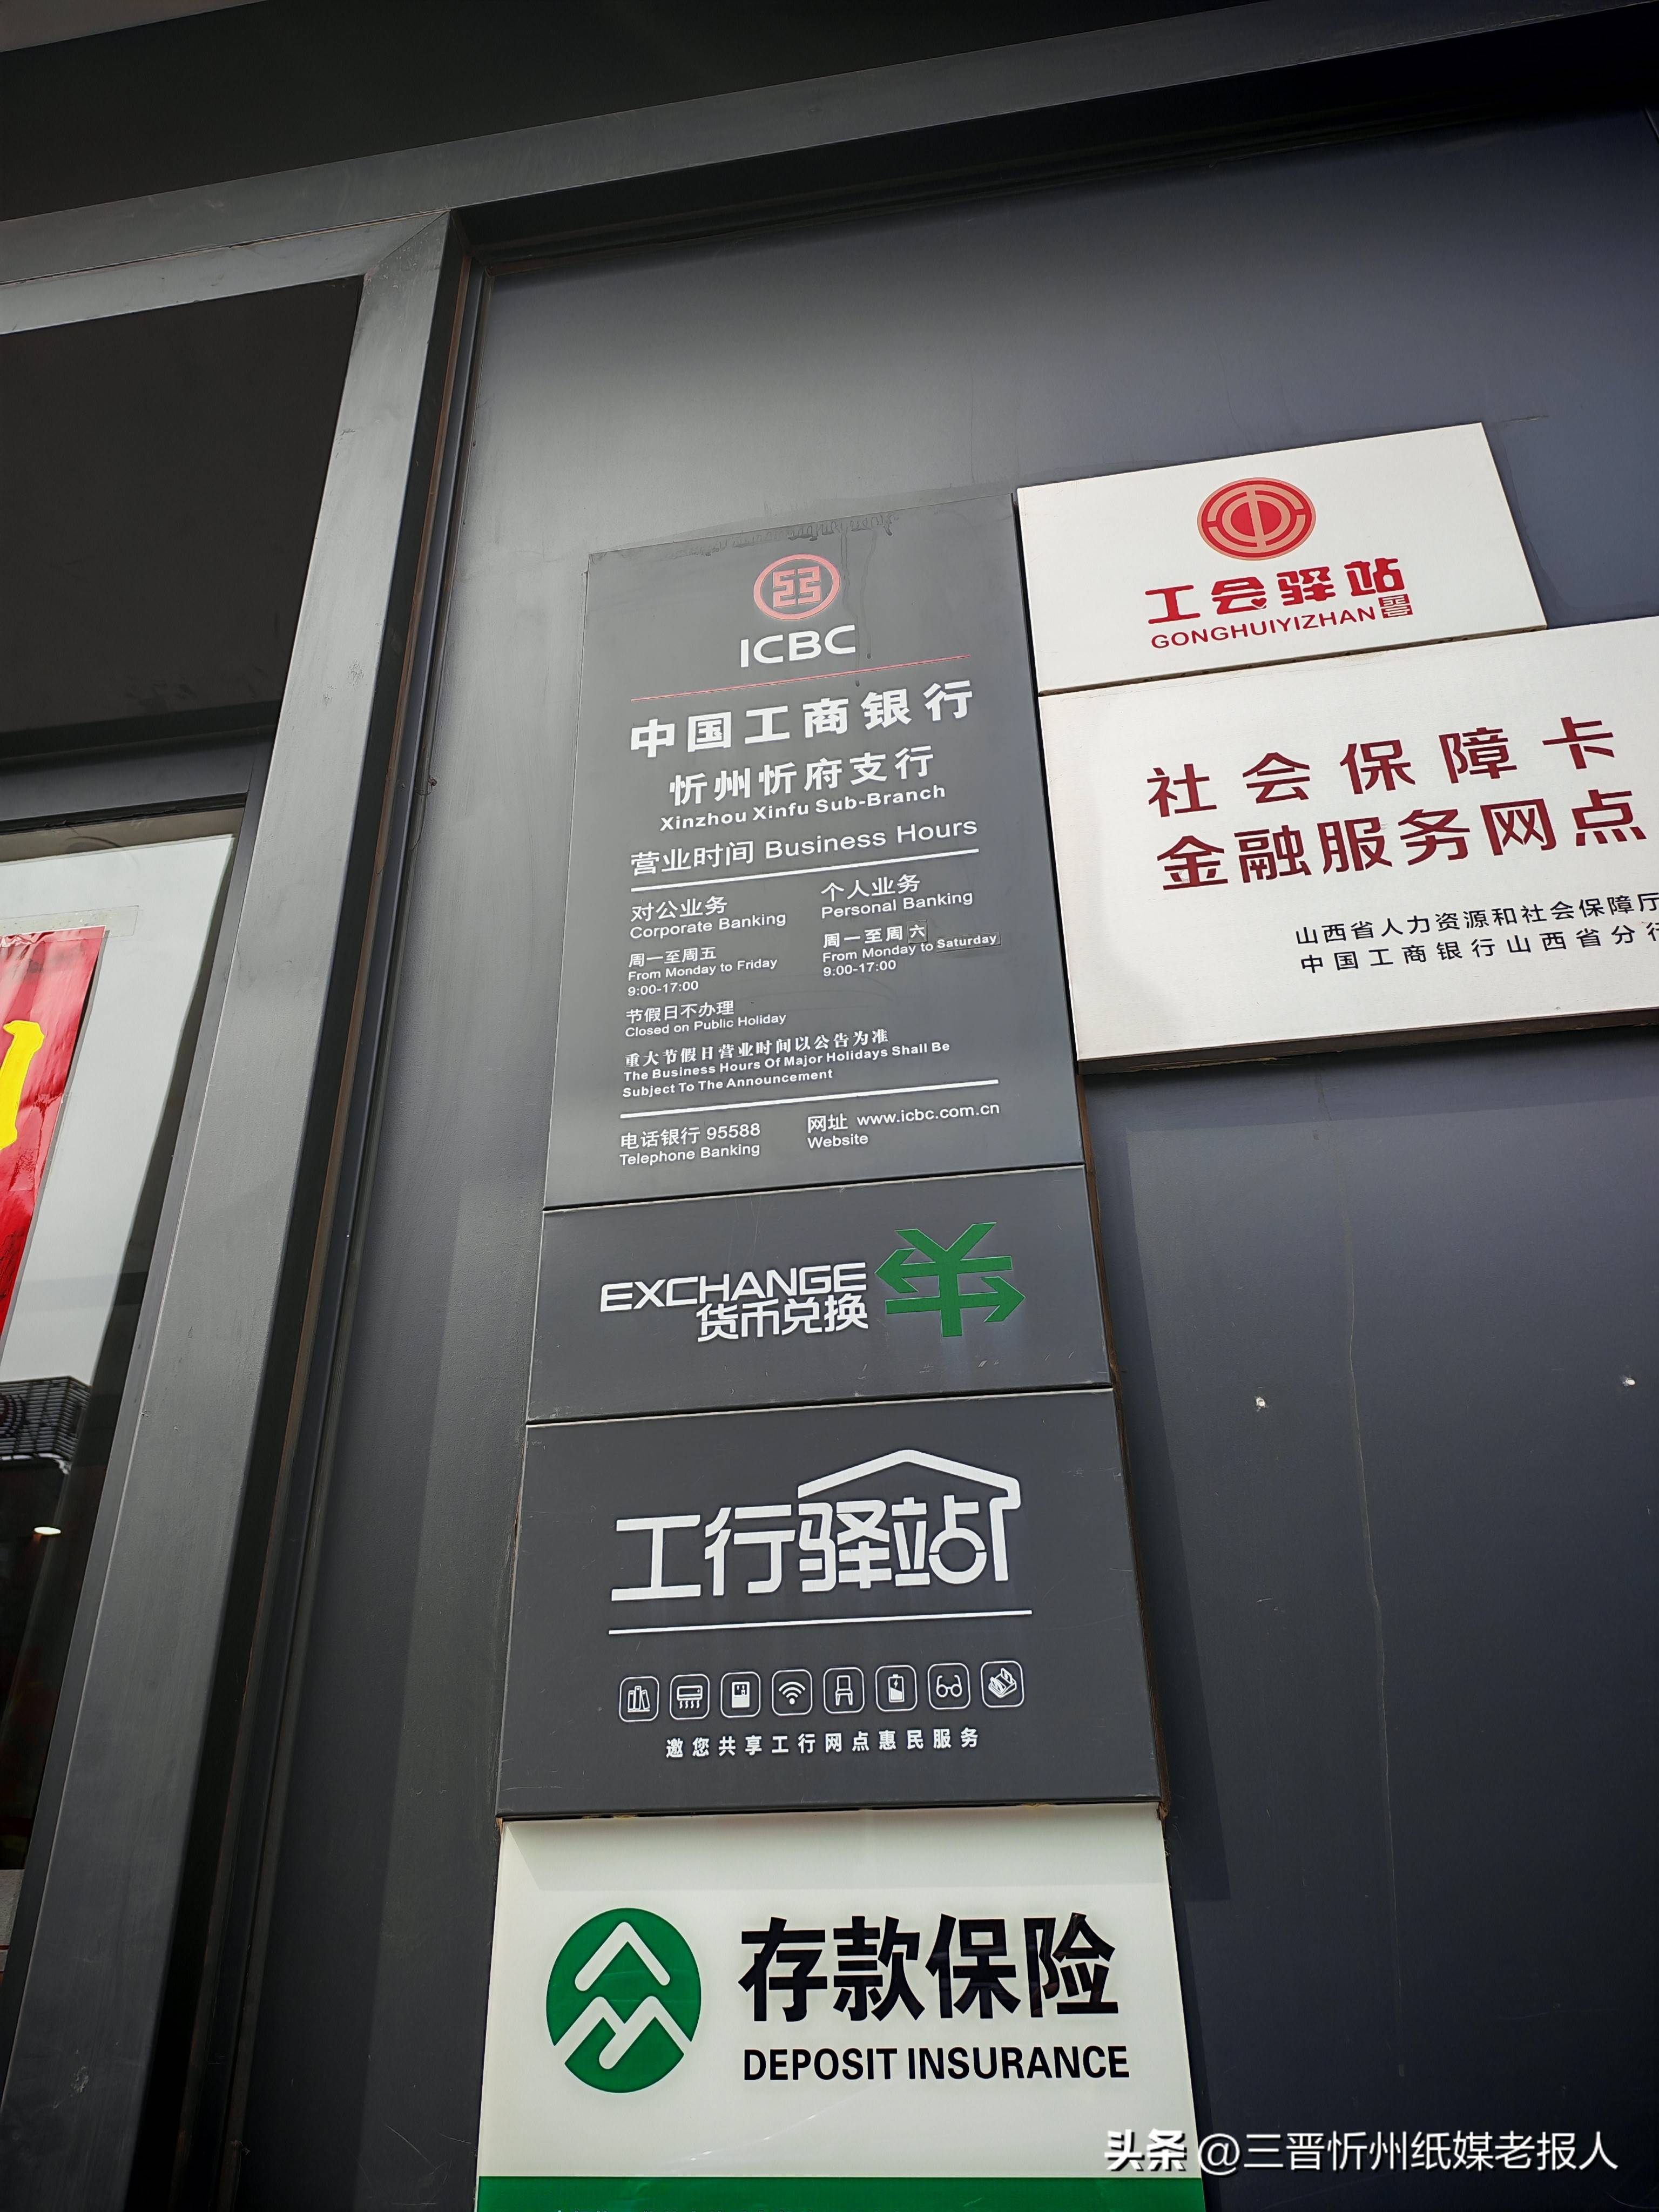 ICBC
中国工商银行
忻州忻府支行
Xinzhou Xinfu Sub-Branch
营业时间 Business Hours
对公业务
Corporate Banking
周一至周五
From Monday to Friday
9:00-17:00
节假日不办理
Closed on Public Holiday
个人业务
Personal Banking
周一至周六
From Monday to Saturday
9:00-17:00
重大节假日营业时间以公告为准
The Business Hours Of Major Holidays Shall Be
Subject To The Announcement
电话银行 95588
Telephone Banking
网址 www.icbc.com.cn
Website
EXCHANGE
货币兑换
工行驿站
邀您共享工行网点惠民服务
存款保险
DEPOSIT INSURANCE
工会驿站
GONGHUIYIZHAN
社会保障卡
金融服务网点
山西省人力资源和社会保障厅
中国工商银行山西省分行
头条 @三晋忻州纸媒老报人